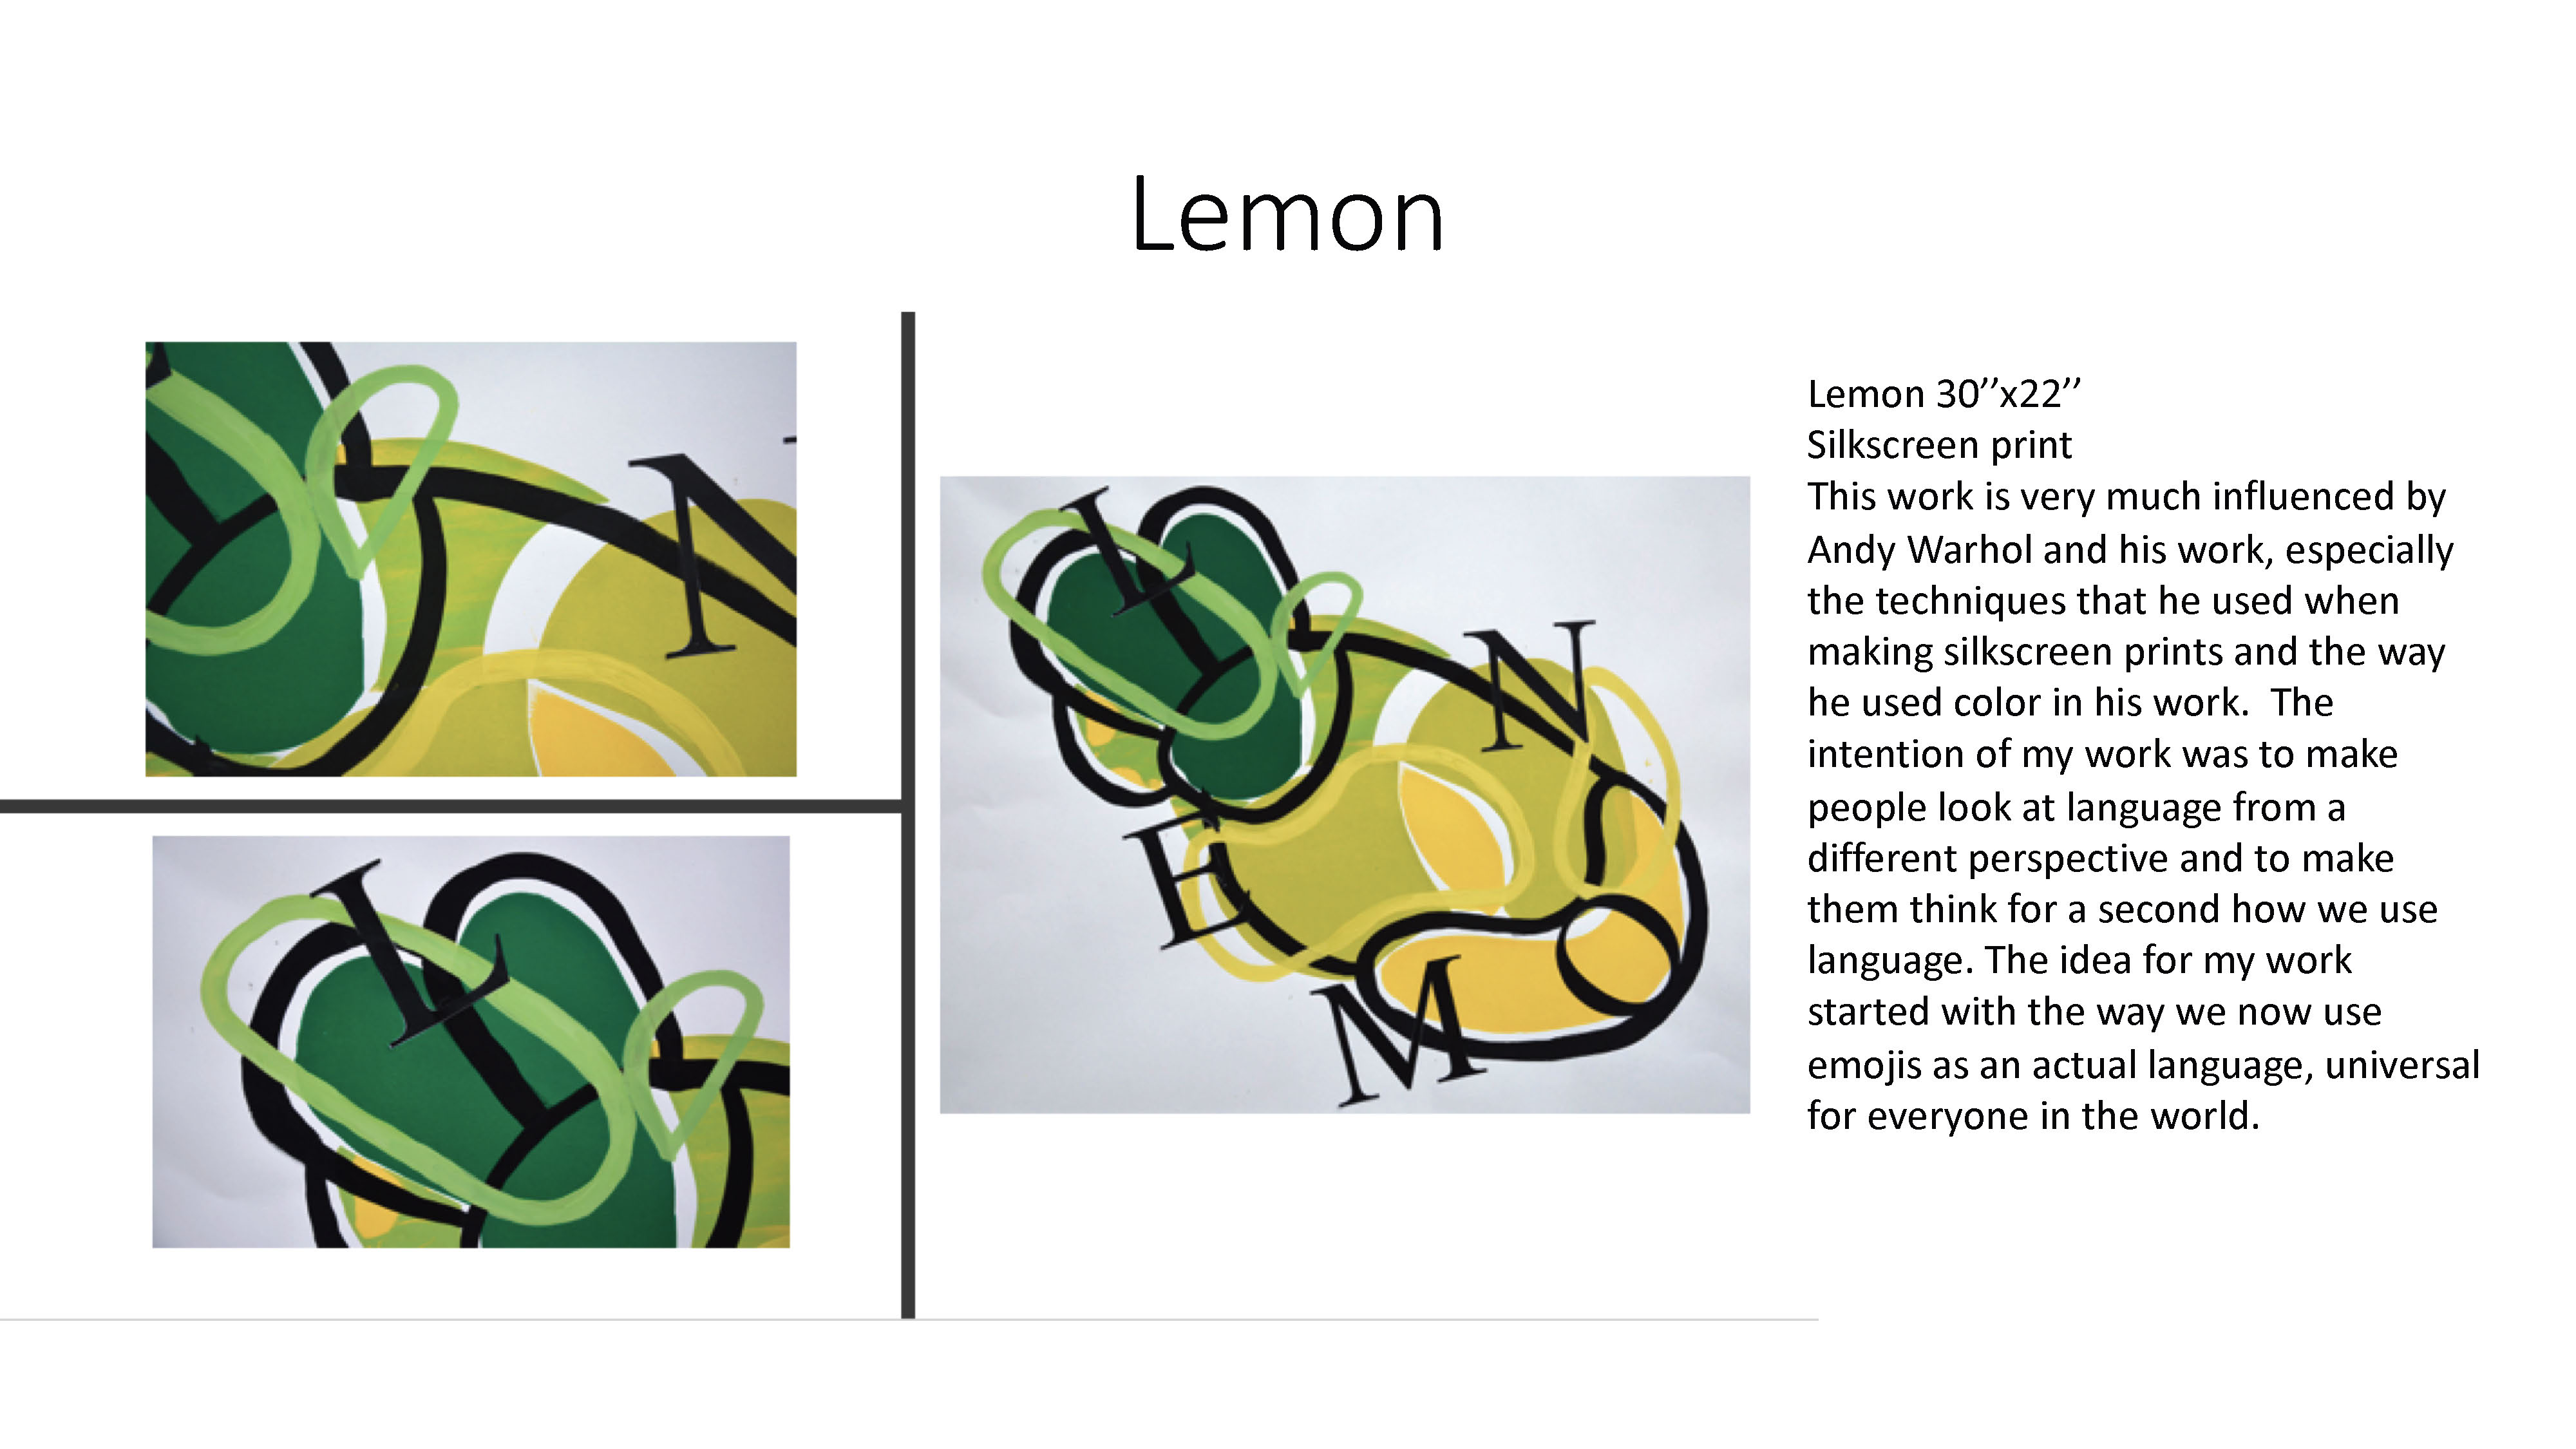 Lemon
N
L
L
E
M
O
N
Lemon 30’’x22’’
Silkscreen print
This work is very much influenced by
Andy Warhol and his work, especially
the techniques that he used when
making silkscreen prints and the way
he used color in his work.  The
intention of my work was to make
people look at language from a
different perspective and to make
them think for a second how we use
language. The idea for my work
started with the way we now use
emojis as an actual language, universal
for everyone in the world.